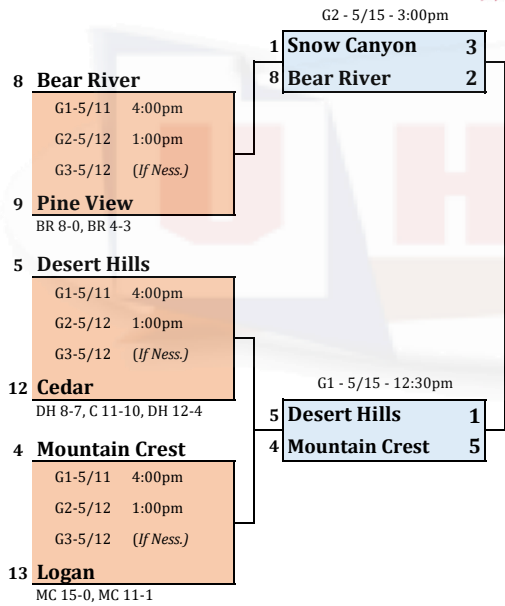 G2 - 5/15 - 3:00pm
1 Snow Canyon 3
8 Bear River 2
8 Bear River
G1-5/11 4:00pm
G2-5/12 1:00pm
G3-5/12 (If Ness.)
9 Pine View
BR 8-0, BR 4-3
5 Desert Hills
G1-5/11 4:00pm
G2-5/12 1:00pm
G3-5/12 (If Ness.)
12 Cedar
DH 8-7, C 11-10, DH 12-4
G1 - 5/15 - 12:30pm
5 Desert Hills 1
4 Mountain Crest 5
4 Mountain Crest
G1-5/11 4:00pm
G2-5/12 1:00pm
G3-5/12 (If Ness.)
13 Logan
MC 15-0, MC 11-1
U H